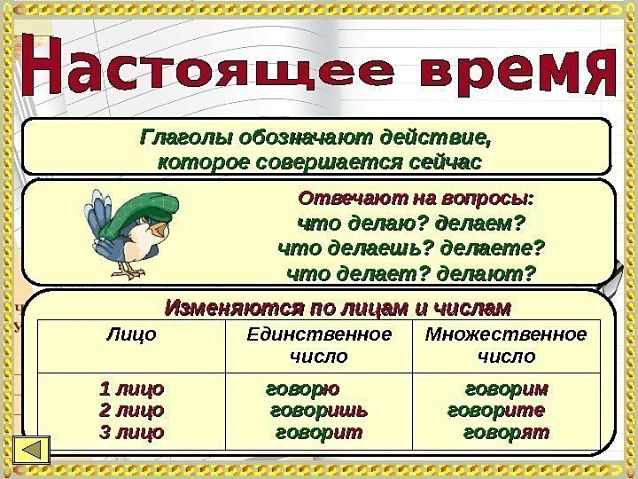 Настоящее время
Глаголы обозначают действие,
которое совершается сейчас
Отвечают на вопросы:
что делаю? делаем?
что делаешь? делаете?
что делает? делают?
Изменяются по лицам и числам
Лицо Единственное число Множественное число
1 лицо говорю говорим
2 лицо говоришь говорите
3 лицо говорит говорят